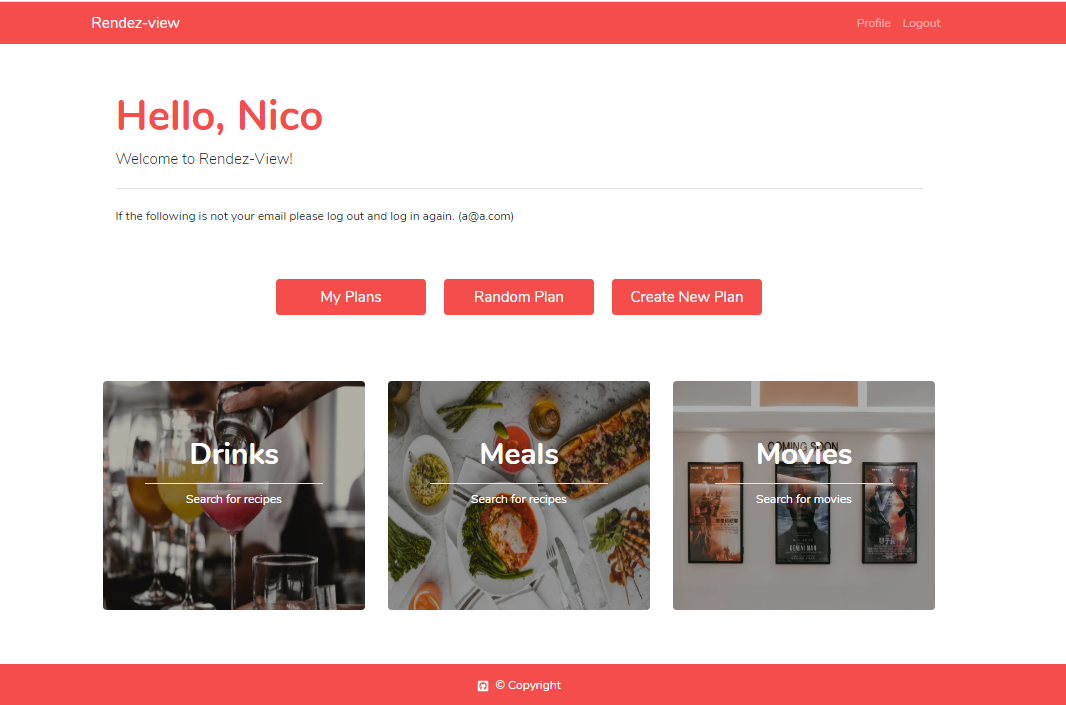 Rendez-view
Profile Logout
Hello, Nico
Welcome to Rendez-View!
If the following is not your email please log out and log in again. (a@a.com)
My Plans Random Plan Create New Plan
Drinks Meals Movies
Search for recipes Search for recipes Search for movies
COMING SOON
GEMINI MAN
© Copyright